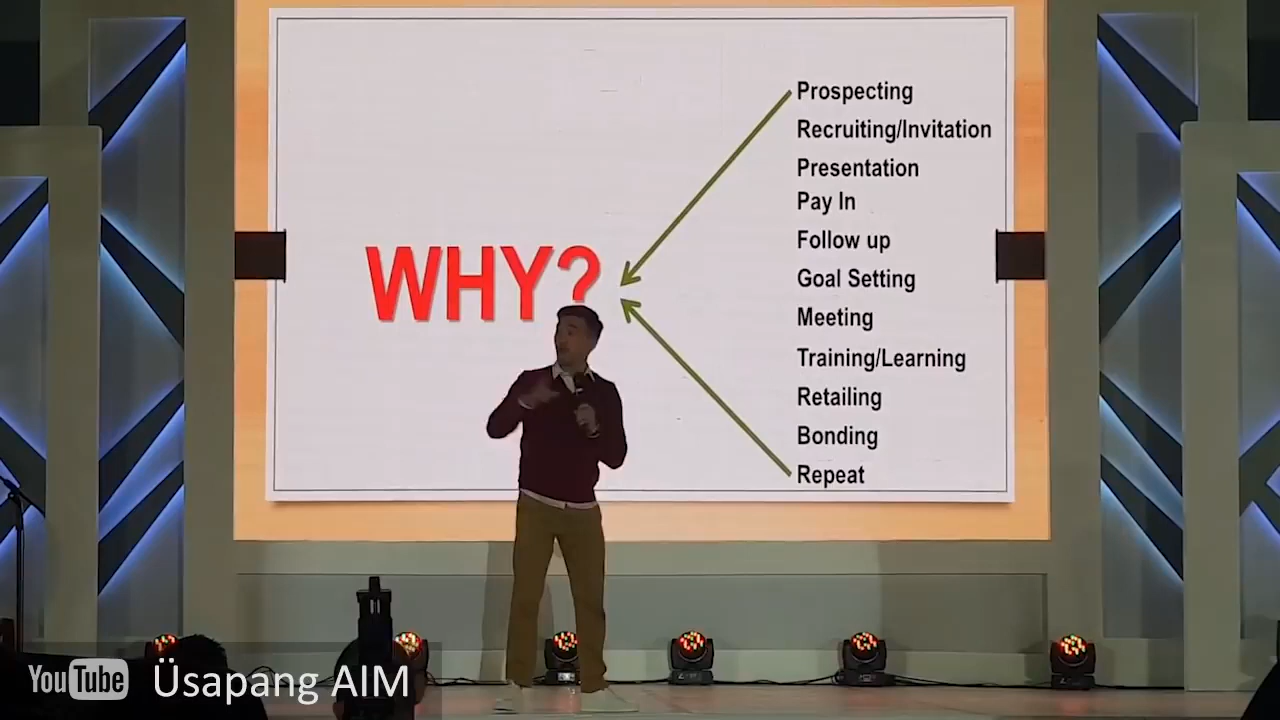 WHY?
Prospecting
Recruiting/Invitation
Presentation
Pay In
Follow up
Goal Setting
Meeting
Training/Learning
Retailing
Bonding
Repeat
YouTube Üsapang AIM